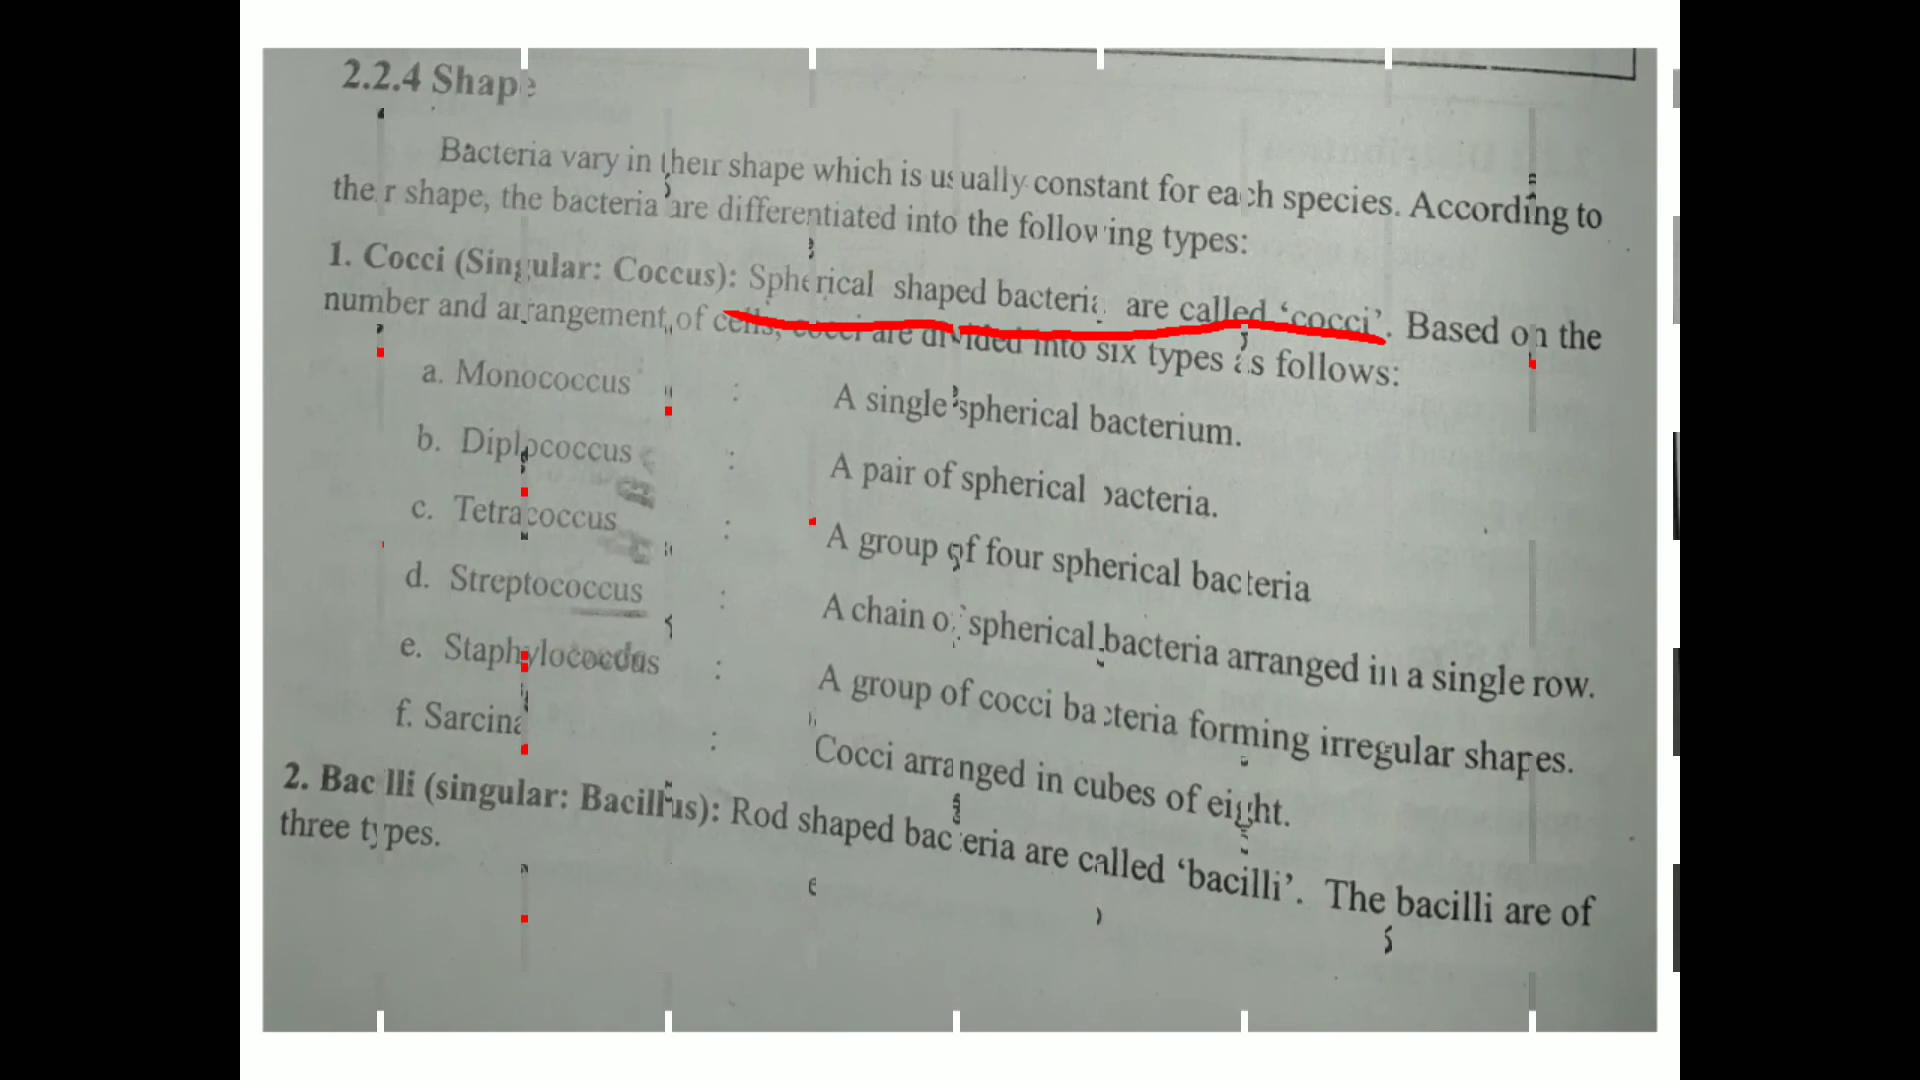 2.2.4 Shape
Bacteria vary in their shape which is usually constant for each species. According to
their shape, the bacteria are differentiated into the following types:
1. Cocci (Singular: Coccus): Spherical shaped bacteria are called ‘cocci’. Based on the
number and arrangement of cells, cocci are divided into six types as follows:
a. Monococcus : A single spherical bacterium.
b. Diplococcus : A pair of spherical bacteria.
c. Tetracoccus : A group of four spherical bacteria
d. Streptococcus : A chain of spherical bacteria arranged in a single row.
e. Staphylococcus : A group of cocci bacteria forming irregular shapes.
f. Sarcina : Cocci arranged in cubes of eight.
2. Bacilli (singular: Bacillus): Rod shaped bacteria are called ‘bacilli’. The bacilli are of
three types.